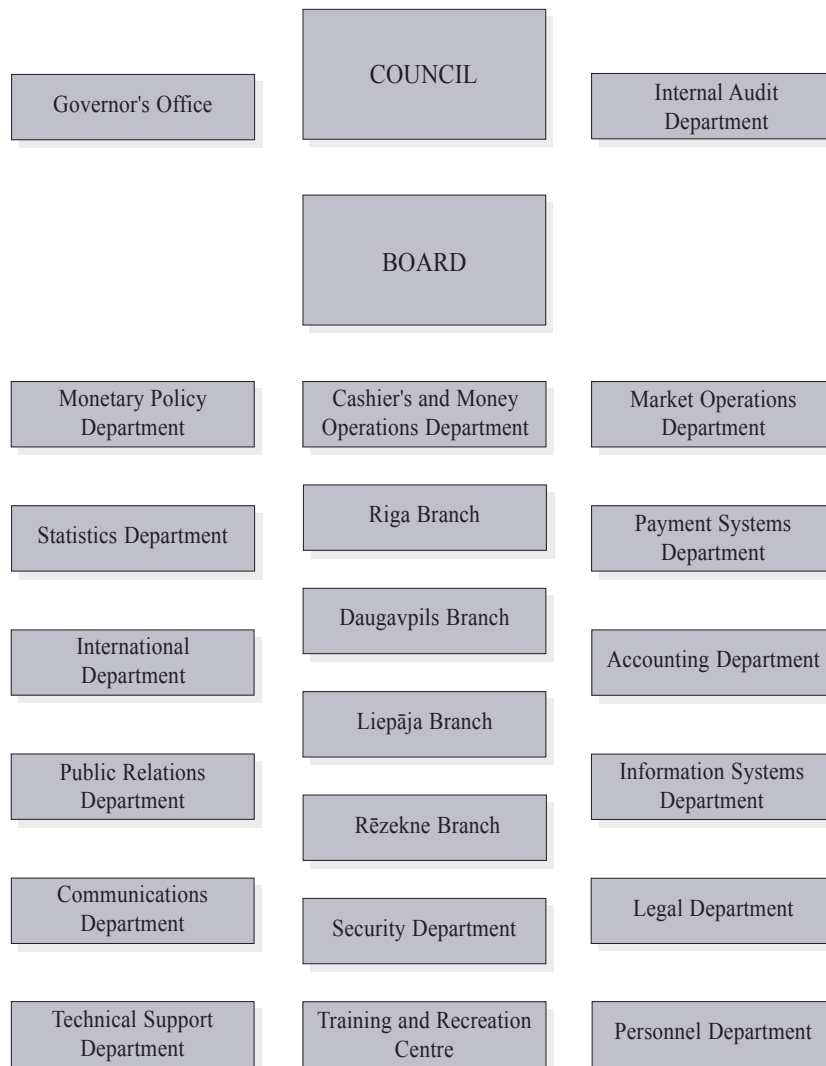 COUNCIL
Governor's Office
Internal Audit
Department
BOARD
Monetary Policy
Department
Cashier's and Money
Operations Department
Market Operations
Department
Statistics Department
Riga Branch
Payment Systems
Department
Daugavpils Branch
International
Department
Accounting Department
Liepāja Branch
Public Relations
Department
Information Systems
Department
Rēzekne Branch
Communications
Department
Security Department
Legal Department
Technical Support
Department
Training and Recreation
Centre
Personnel Department